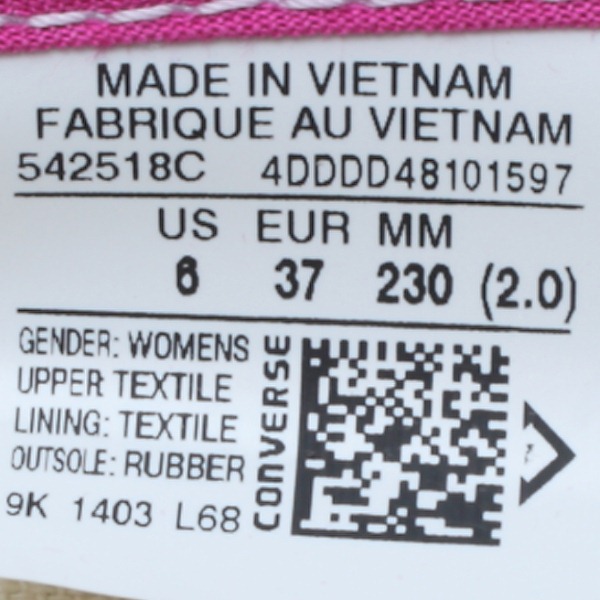 MADE IN VIETNAM
FABRIQUE AU VIETNAM
542518C 4DDDD48101597
US EUR MM
6 37 230 (2.0)
GENDER: WOMENS
UPPER TEXTILE
LINING: TEXTILE
OUTSOLE: RUBBER
9K 1403 L68
CONVERSE